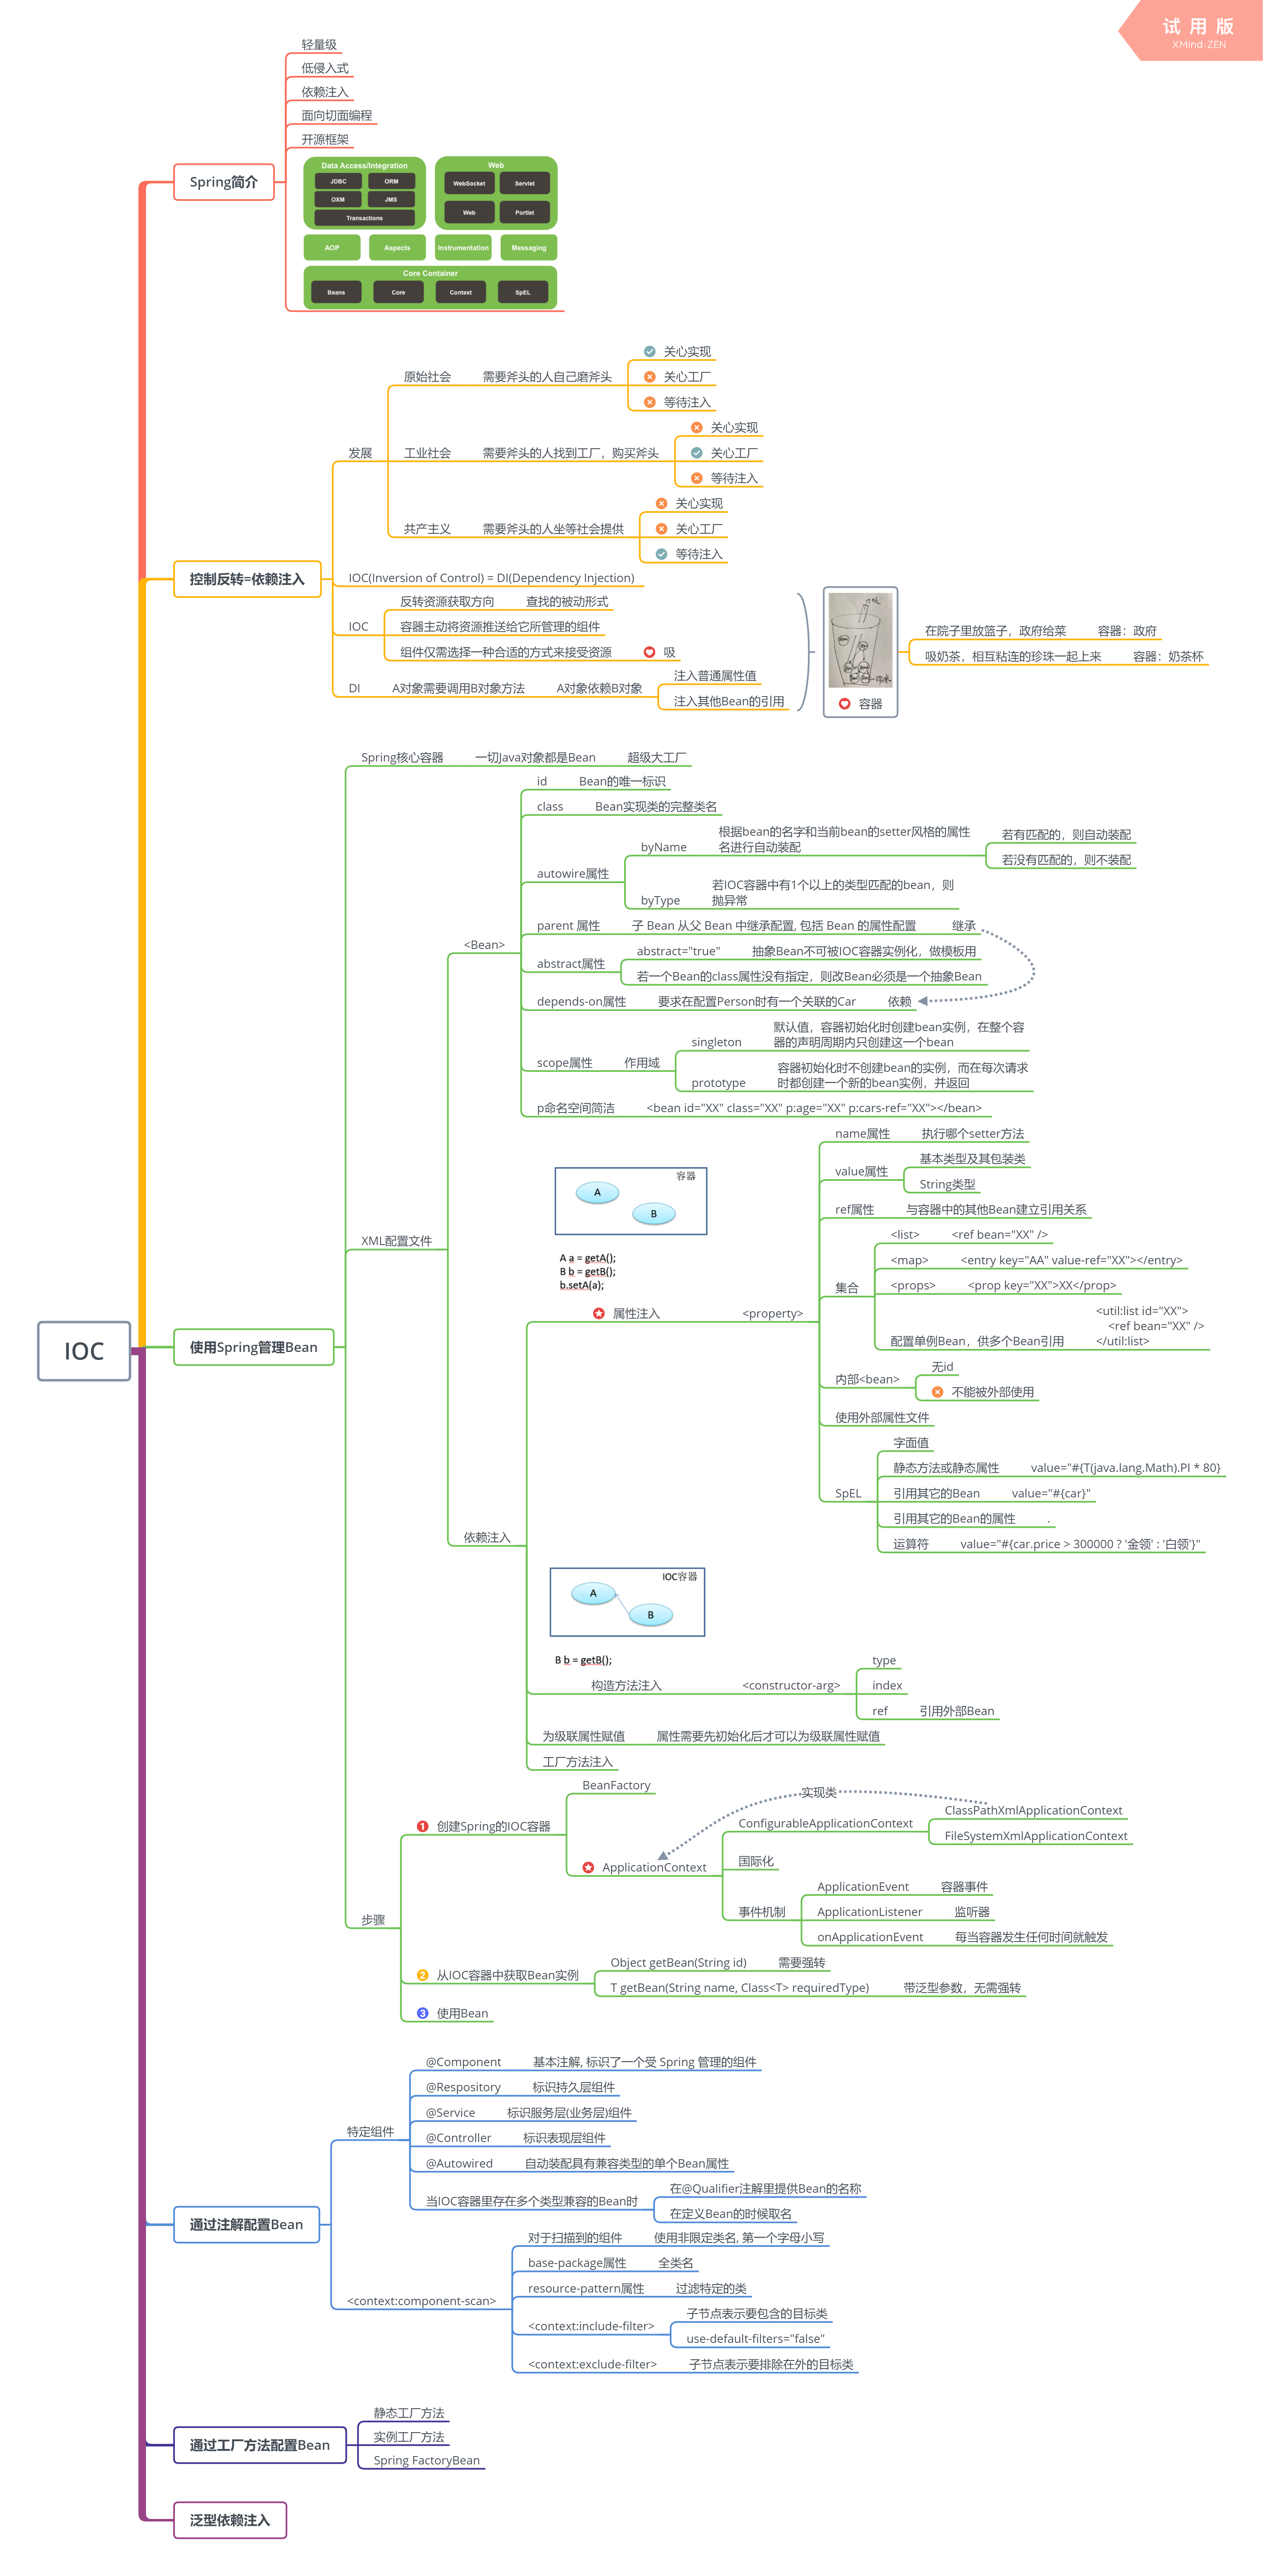 试用版
XMind:ZEN
IOC
Spring简介
轻量级
低侵入式
依赖注入
面向切面编程
开源框架
Data Access/Integration
JDBC
ORM
OXM
JMS
Transactions
Web
WebSocket
Servlet
Web
Portlet
AOP
Aspects
Instrumentation
Messaging
Core Container
Beans
Core
Context
SpEL
控制反转=依赖注入
发展
原始社会
需要斧头的人自己磨斧头
关心实现
关心工厂
等待注入
工业社会
需要斧头的人找到工厂，购买斧头
关心实现
关心工厂
等待注入
共产主义
需要斧头的人坐等社会提供
关心实现
关心工厂
等待注入
IOC(Inversion of Control) = DI(Dependency Injection)
IOC
反转资源获取方向
查找的被动形式
容器主动将资源推送给它所管理的组件
组件仅需选择一种合适的方式来接受资源
吸
DI
A对象需要调用B对象方法
A对象依赖B对象
注入普通属性值
注入其他Bean的引用
容器
在院子里放篮子，政府给菜
容器：政府
吸奶茶，相互粘连的珍珠一起上来
容器：奶茶杯
使用Spring管理Bean
Spring核心容器
一切Java对象都是Bean
超级大工厂
XML配置文件
<Bean>
id
Bean的唯一标识
class
Bean实现类的完整类名
autowire属性
byName
根据bean的名字和当前bean的setter风格的属性
名进行自动装配
若有匹配的，则自动装配
若没有匹配的，则不装配
byType
若IOC容器中有1个以上的类型匹配的bean，则
抛异常
parent 属性
子 Bean 从父 Bean 中继承配置, 包括 Bean 的属性配置
继承
abstract属性
abstract="true"
抽象Bean不可被IOC容器实例化，做模板用
若一个Bean的class属性没有指定，则改Bean必须是一个抽象Bean
depends-on属性
要求在配置Person时有一个关联的Car
依赖
scope属性
作用域
singleton
默认值，容器初始化时创建bean实例，在整个容
器的声明周期内只创建这一个bean
prototype
容器初始化时不创建bean的实例，而在每次请求
时都创建一个新的bean实例，并返回
p命名空间简洁
<bean id="XX" class="XX" p:age="XX" p:cars-ref="XX"></bean>
依赖注入
容器
A
B
A a = getA();
B b = getB();
b.setA(a);
属性注入
<property>
name属性
执行哪个setter方法
value属性
基本类型及其包装类
String类型
ref属性
与容器中的其他Bean建立引用关系
集合
<list>
<ref bean="XX" />
<map>
<entry key="AA" value-ref="XX"></entry>
<props>
<prop key="XX">XX</prop>
配置单例Bean，供多个Bean引用
<util:list id="XX">
<ref bean="XX" />
</util:list>
内部<bean>
无id
不能被外部使用
使用外部属性文件
SpEL
字面值
静态方法或静态属性
value="#{T(java.lang.Math).PI * 80}
引用其它的Bean
value="#{car}"
引用其它的Bean的属性
.
运算符
value="#{car.price > 300000 ? '金领' : '白领'}"
IOC容器
A
B
B b = getB();
构造方法注入
<constructor-arg>
type
index
ref
引用外部Bean
为级联属性赋值
属性需要先初始化后才可以为级联属性赋值
工厂方法注入
步骤
创建Spring的IOC容器
BeanFactory
ApplicationContext
实现类
ConfigurableApplicationContext
ClassPathXmlApplicationContext
FileSystemXmlApplicationContext
国际化
事件机制
ApplicationEvent
容器事件
ApplicationListener
监听器
onApplicationEvent
每当容器发生任何时间就触发
从IOC容器中获取Bean实例
Object getBean(String id)
需要强转
T getBean(String name, Class<T> requiredType)
带泛型参数，无需强转
使用Bean
通过注解配置Bean
特定组件
@Component
基本注解, 标识了一个受 Spring 管理的组件
@Respository
标识持久层组件
@Service
标识服务层(业务层)组件
@Controller
标识表现层组件
@Autowired
自动装配具有兼容类型的单个Bean属性
当IOC容器里存在多个类型兼容的Bean时
在@Qualifier注解里提供Bean的名称
在定义Bean的时候取名
<context:component-scan>
对于扫描到的组件
使用非限定类名, 第一个字母小写
base-package属性
全类名
resource-pattern属性
过滤特定的类
<context:include-filter>
子节点表示要包含的目标类
use-default-filters="false"
<context:exclude-filter>
子节点表示要排除在外的目标类
通过工厂方法配置Bean
静态工厂方法
实例工厂方法
Spring FactoryBean
泛型依赖注入